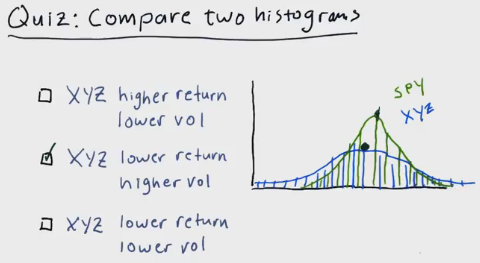 Quiz: Compare two histograms
XYZ higher return
lower vol
XYZ lower return
higher vol
XYZ lower return
lower vol
SPY
XYZ